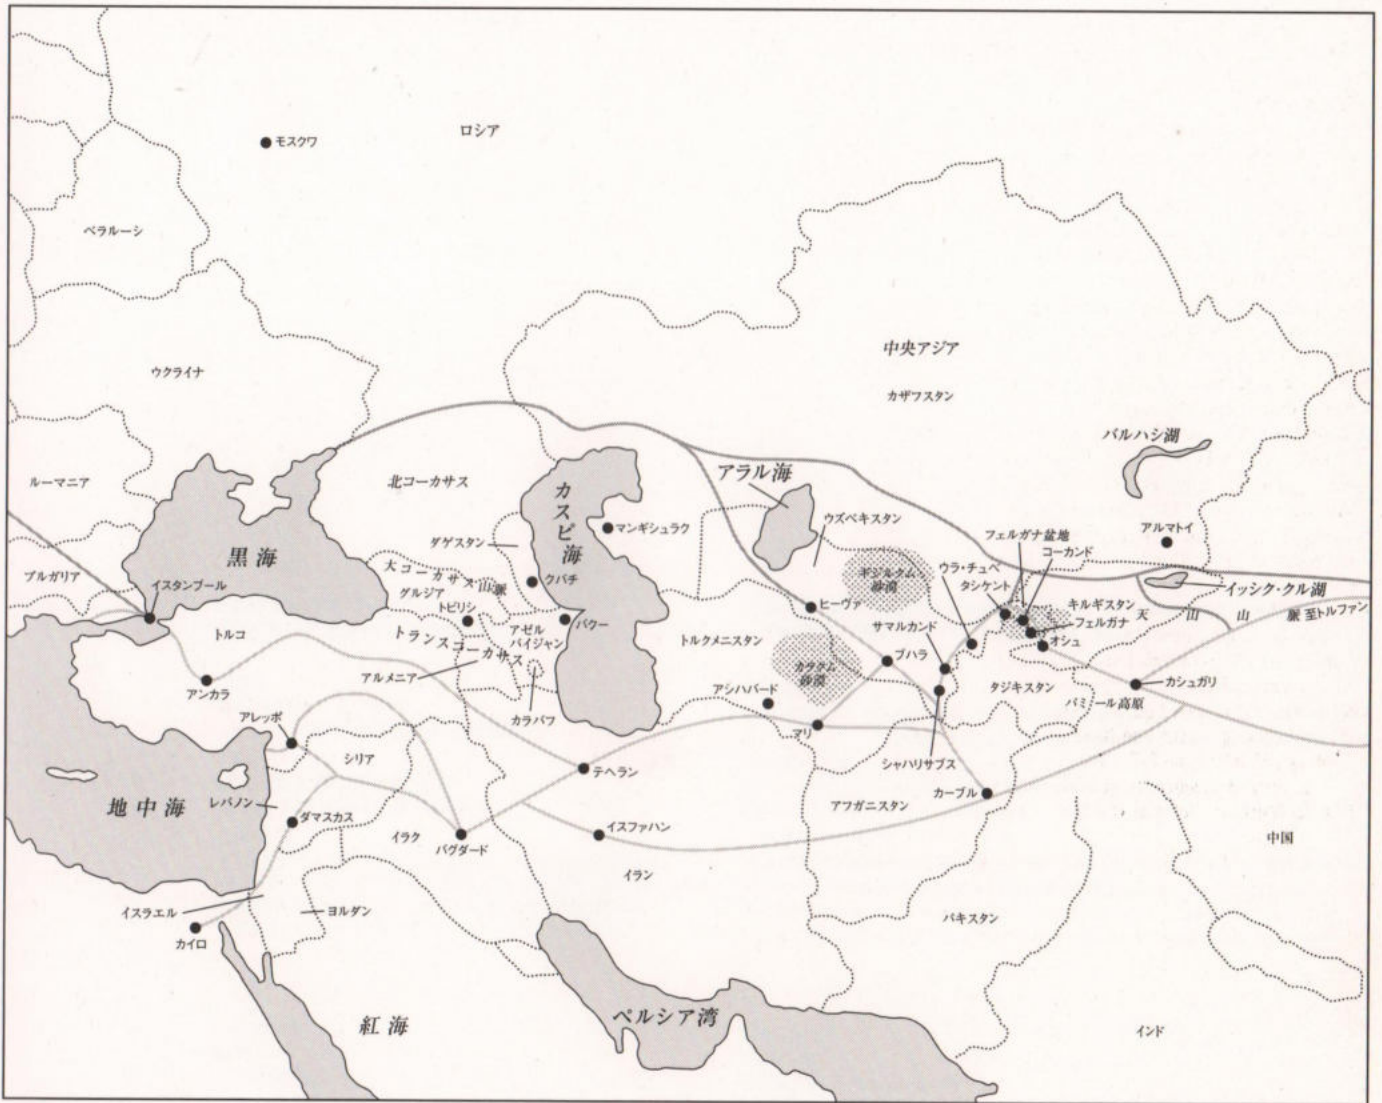 モスクワ
ロシア
ベラルーシ
ウクライナ
中央アジア
カザフスタン
バルハシ湖
ルーマニア
北コーカサス
カスピ海
アラル海
マンギシュラク
ウズベキスタン
フェルガナ盆地
コーカンド
アルマトイ
黒海
ダゲスタン
ブルガリア
イスタンブール
大コーカサス山脈
クバチ
グルジア
トビリシ
キジルクム砂漠
ウラ・チュベ
タシケント
イッシク・クル湖
ヒーヴァ
キルギスタン
天山山脈
至トルファン
トルコ
トランスコーカサス
アゼルバイジャン
バクー
トルクメニスタン
サマルカンド
フェルガナ
オシュ
カラクム砂漠
ブハラ
アンカラ
アルメニア
カラバフ
アシハバード
タジキスタン
パミール高原
カシュガリ
アレッポ
マリ
シリア
テヘラン
シャハリサブス
地中海
レバノン
ダマスカス
イラク
バグダード
イスファハン
アフガニスタン
カーブル
中国
イラン
イスラエル
ヨルダン
パキスタン
カイロ
紅海
ペルシア湾
インド